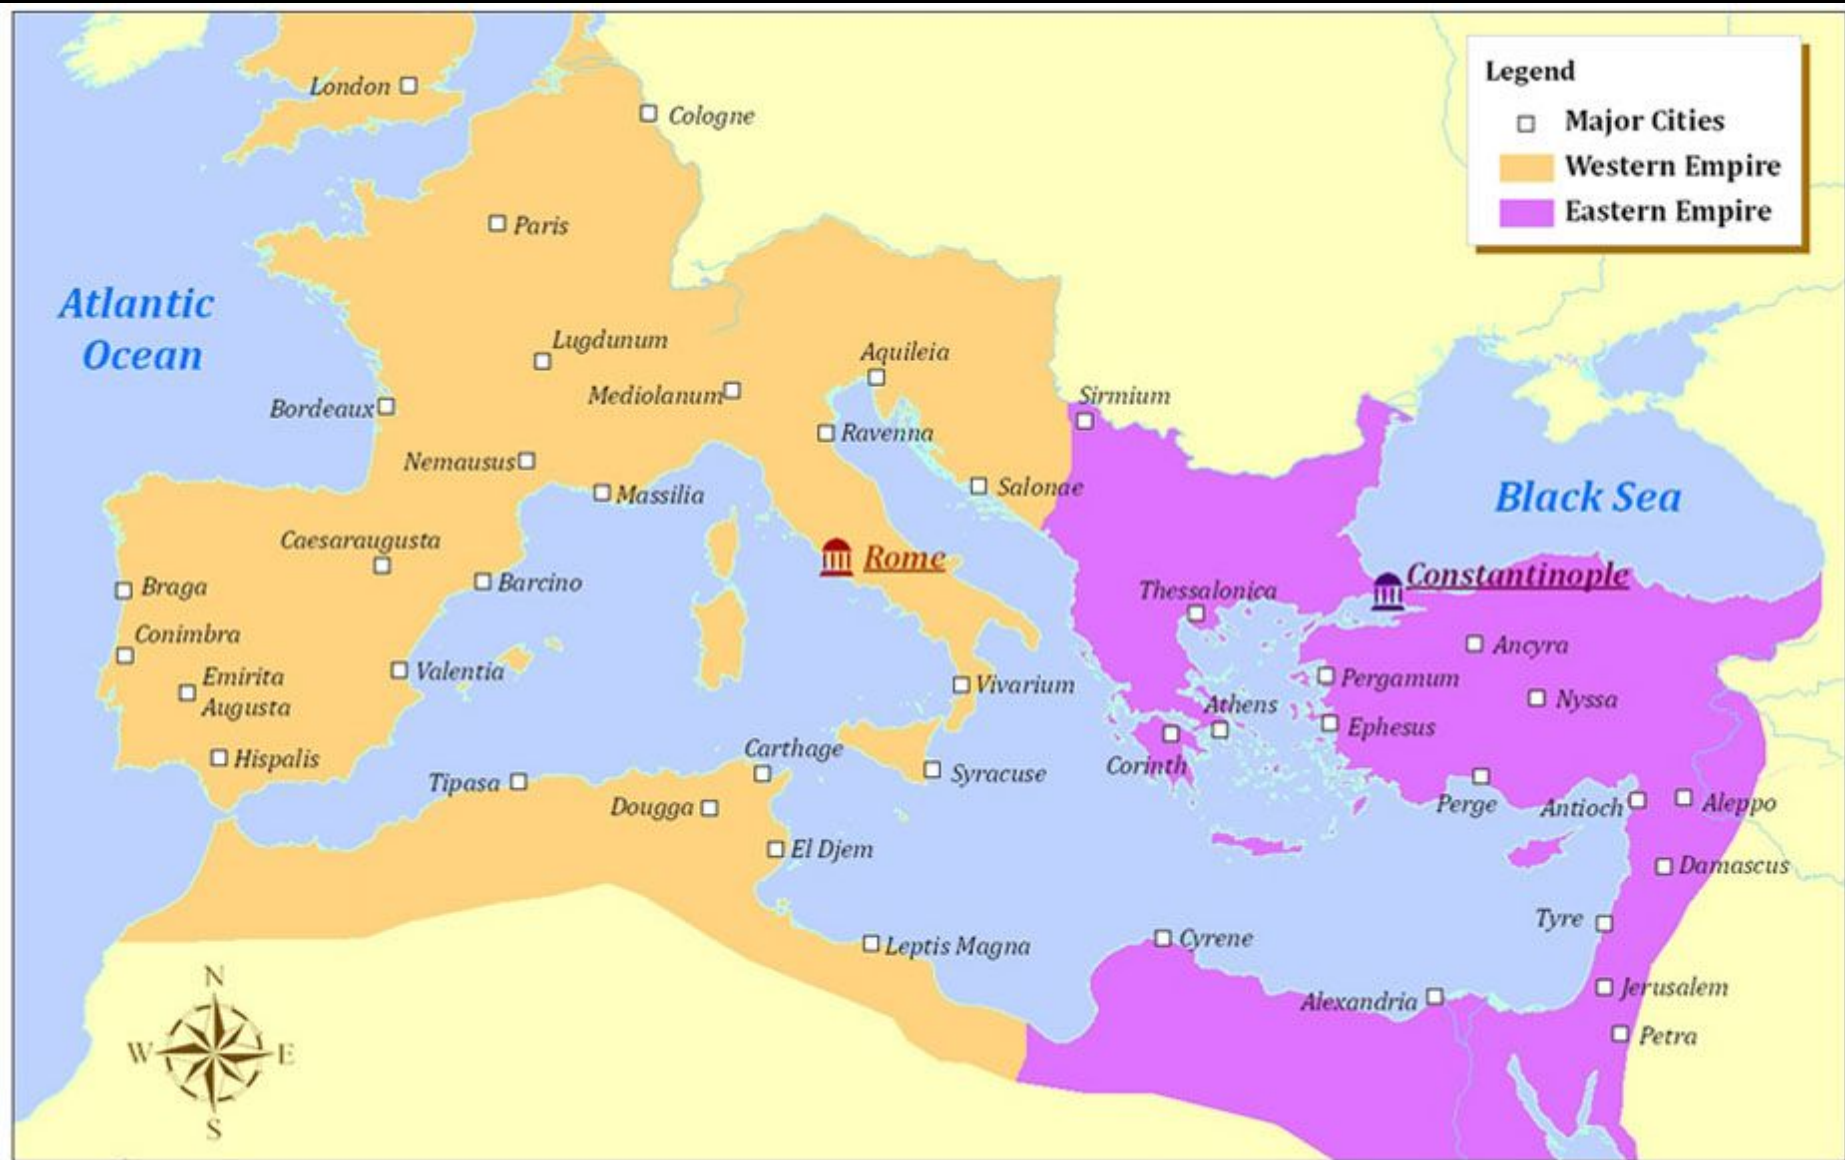 Legend
Major Cities
Western Empire
Eastern Empire
London
Cologne
Paris
Atlantic
Ocean
Lugdunum
Aquileia
Mediolanum
Sirmium
Bordeaux
Ravenna
Nemausus
Massilia
Salonae
Black Sea
Caesaraugusta
Rome
Barcino
Braga
Constantinople
Thessalonica
Conimbra
Ancyra
Emirita
Augusta
Valentia
Vivarium
Pergamum
Nyssa
Athens
Ephesus
Hispalis
Carthage
Corinth
Syracuse
Tipasa
Dougga
Perge
Antioch
Aleppo
El Djem
Damascus
Tyre
Cyrene
Leptis Magna
Alexandria
Jerusalem
Petra
N
W
E
S